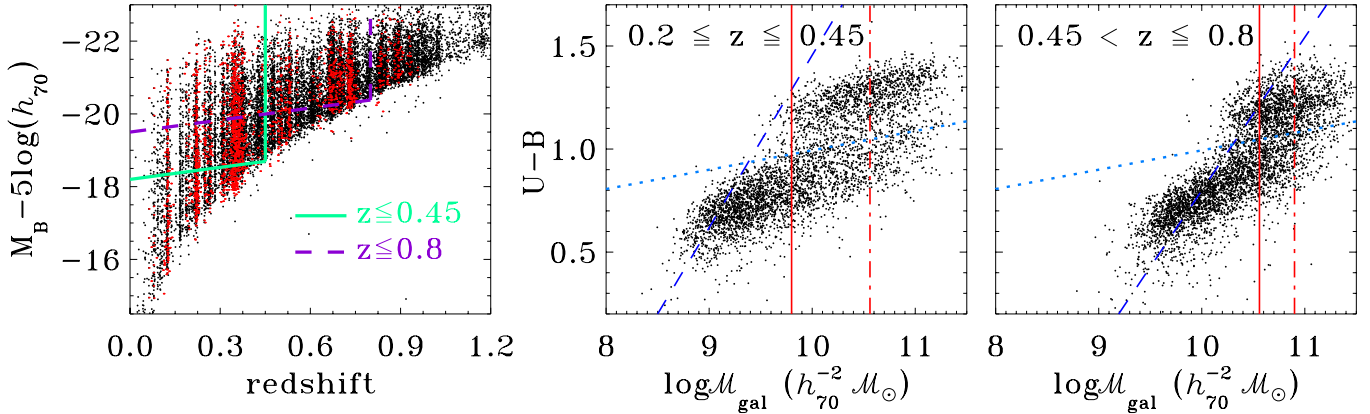 M_B −5log(h_70)
−22
−20
−18
−16
z≦0.45
z≦0.8
0.0 0.3 0.6 0.9 1.2
redshift
U−B
1.5
1.0
0.5
0.2 ≦ z ≦ 0.45
8 9 10 11
logℳ_gal (h_70^−2 ℳ_⊙)
0.45 < z ≦ 0.8
8 9 10 11
logℳ_gal (h_70^−2 ℳ_⊙)